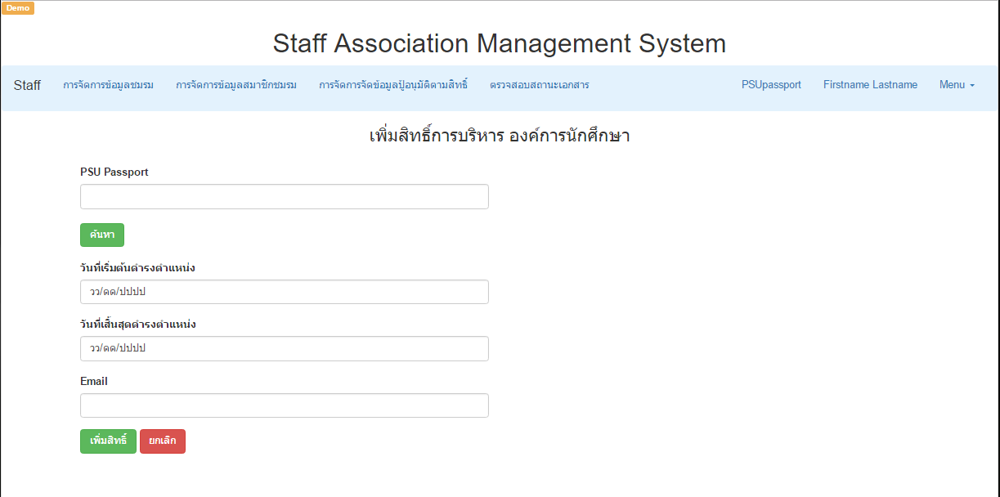 Demo
Staff Association Management System
Staff การจัดการข้อมูลชมรม การจัดการข้อมูลสมาชิกชมรม การจัดการจัดข้อมูลปู้อนุมัติตามสิทธิ์ ตรวจสอบสถานะเอกสาร PSUpassport Firstname Lastname Menu
เพิ่มสิทธิ์การบริหาร องค์การนักศึกษา
PSU Passport
ค้นหา
วันที่เริ่มต้นดำรงตำแหน่ง
วว/ดด/ปปปป
วันที่เสิ้นสุดดำรงตำแหน่ง
วว/ดด/ปปปป
Email
เพิ่มสิทธิ์ ยกเลิก